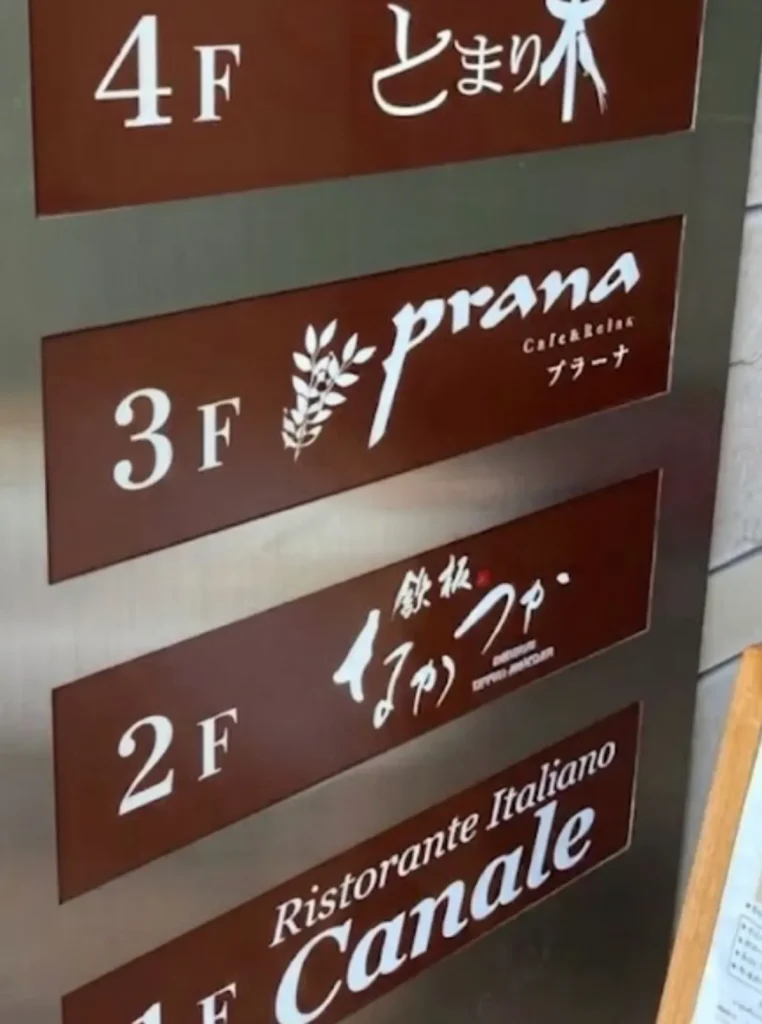 4F とまり木
3F prana
Cafe&Relax
プラーナ
2F 鉄板
なかつか
Ristorante Italiano
1F Canale